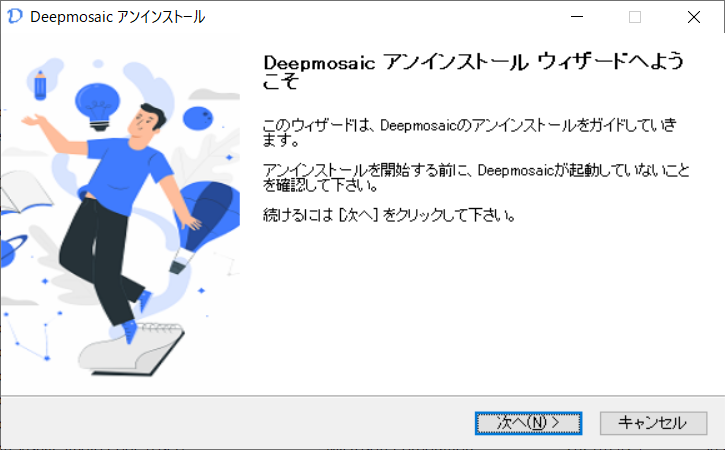 Deepmosaic アンインストール
Deepmosaic アンインストール ウィザードへよう
こそ
このウィザードは、Deepmosaicのアンインストールをガイドしていき
ます。
アンインストールを開始する前に、Deepmosaicが起動していないこと
を確認して下さい。
続けるには [次へ] をクリックして下さい。
次へ(N) >
キャンセル